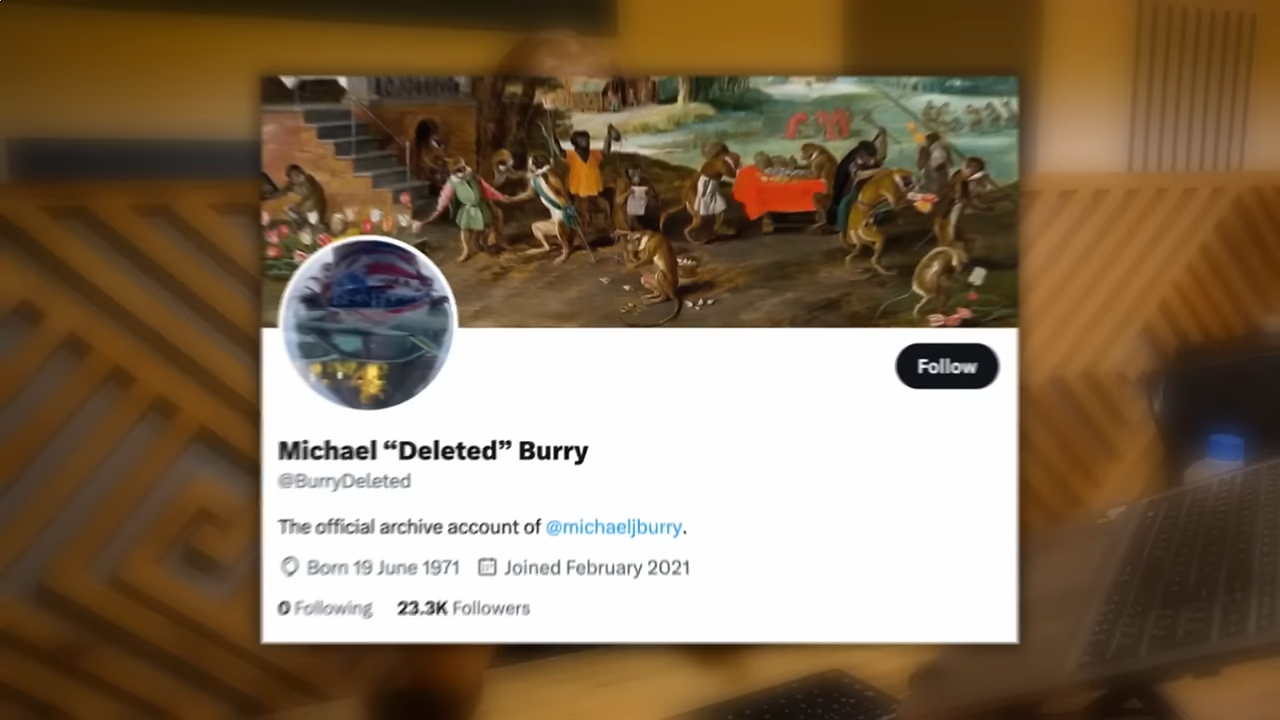 Follow
Michael “Deleted” Burry
@BurryDeleted
The official archive account of @michaeljburry.
Born 19 June 1971 Joined February 2021
0 Following 23.3K Followers